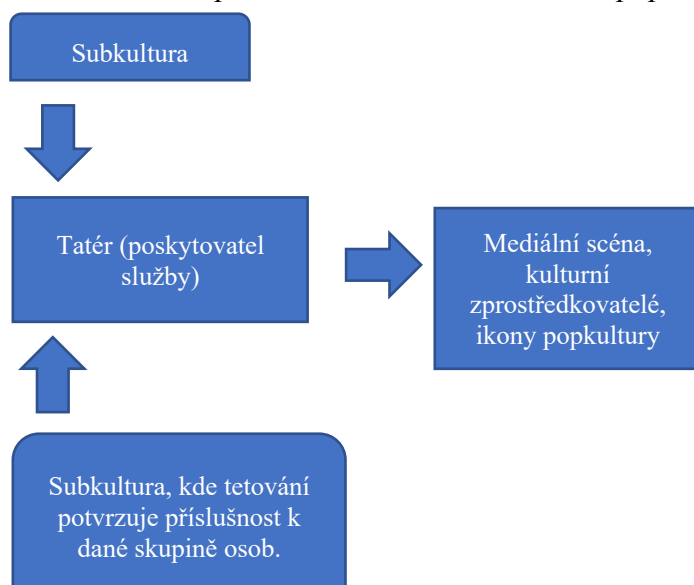 Subkultura
Tatér (poskytovatel
služby)
Mediální scéna,
kulturní
zprostředkovatelé,
ikony popkultury
Subkultura, kde tetování
potvrzuje příslušnost k
dané skupině osob.